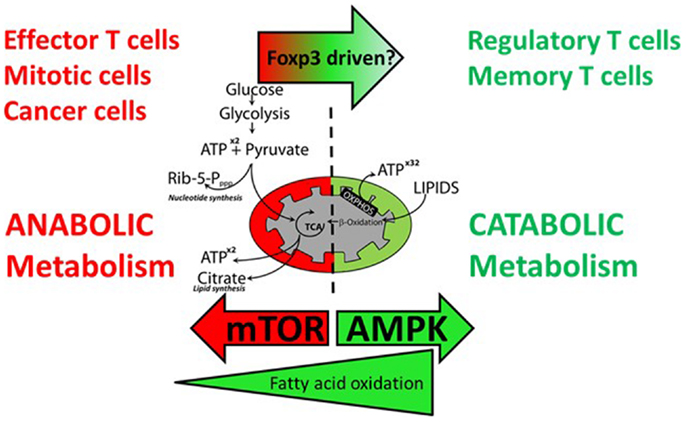 Effector T cells
Mitotic cells
Cancer cells
Foxp3 driven?
Regulatory T cells
Memory T cells
Glucose
Glycolysis
ATP x2 + Pyruvate
Rib-5-P PPP
Nucleotide synthesis
ATP x32
LIPIDS
OXPHOS
TCA
β-Oxidation
ANABOLIC
Metabolism
CATABOLIC
Metabolism
ATP x2
Citrate
Lipid synthesis
mTOR
AMPK
Fatty acid oxidation